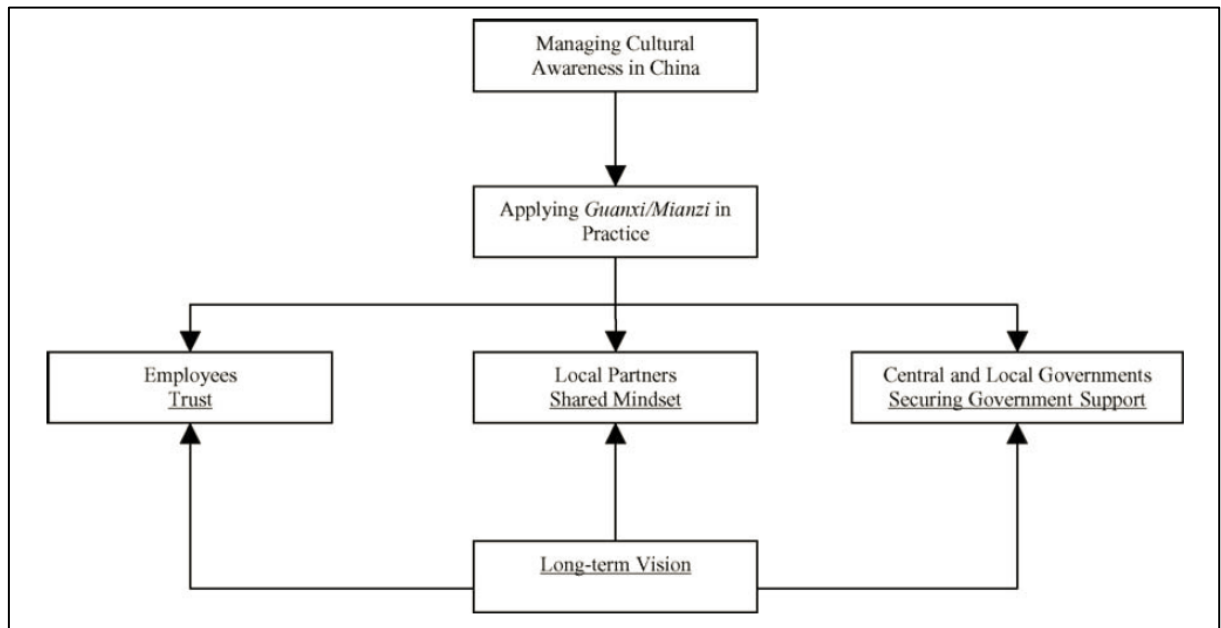 Managing Cultural
Awareness in China
Applying Guanxi/Mianzi in
Practice
Employees
Trust
Local Partners
Shared Mindset
Central and Local Governments
Securing Government Support
Long-term Vision